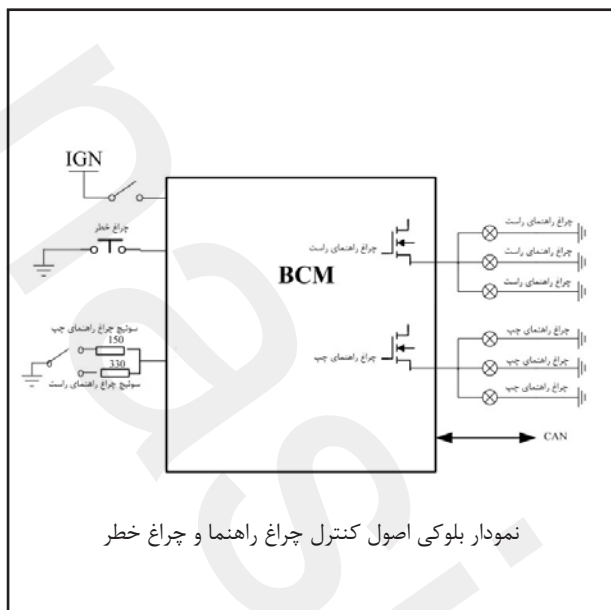 IGN
چراغ خطر
سوئیچ چراغ راهنمای چپ
150
330
سوئیچ چراغ راهنمای راست
BCM
چراغ راهنمای راست
چراغ راهنمای چپ
چراغ راهنمای راست
چراغ راهنمای راست
چراغ راهنمای راست
چراغ راهنمای چپ
چراغ راهنمای چپ
چراغ راهنمای چپ
CAN
نمودار بلوکی اصول کنترل چراغ راهنما و چراغ خطر